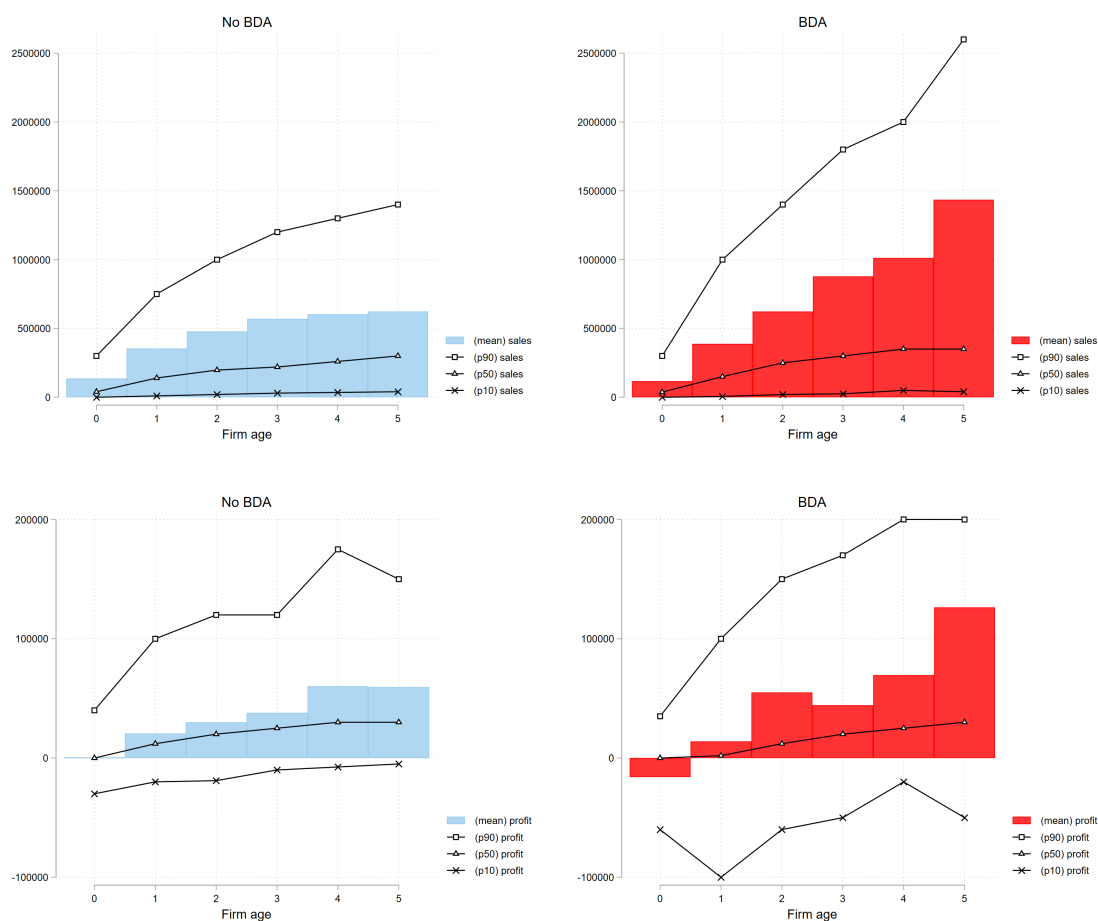 No BDA
2500000
2000000
1500000
1000000
500000
0
0 1 2 3 4 5
Firm age
(mean) sales
(p90) sales
(p50) sales
(p10) sales
BDA
2500000
2000000
1500000
1000000
500000
0
0 1 2 3 4 5
Firm age
(mean) sales
(p90) sales
(p50) sales
(p10) sales
No BDA
200000
100000
0
-100000
0 1 2 3 4 5
Firm age
(mean) profit
(p90) profit
(p50) profit
(p10) profit
BDA
200000
100000
0
-100000
0 1 2 3 4 5
Firm age
(mean) profit
(p90) profit
(p50) profit
(p10) profit